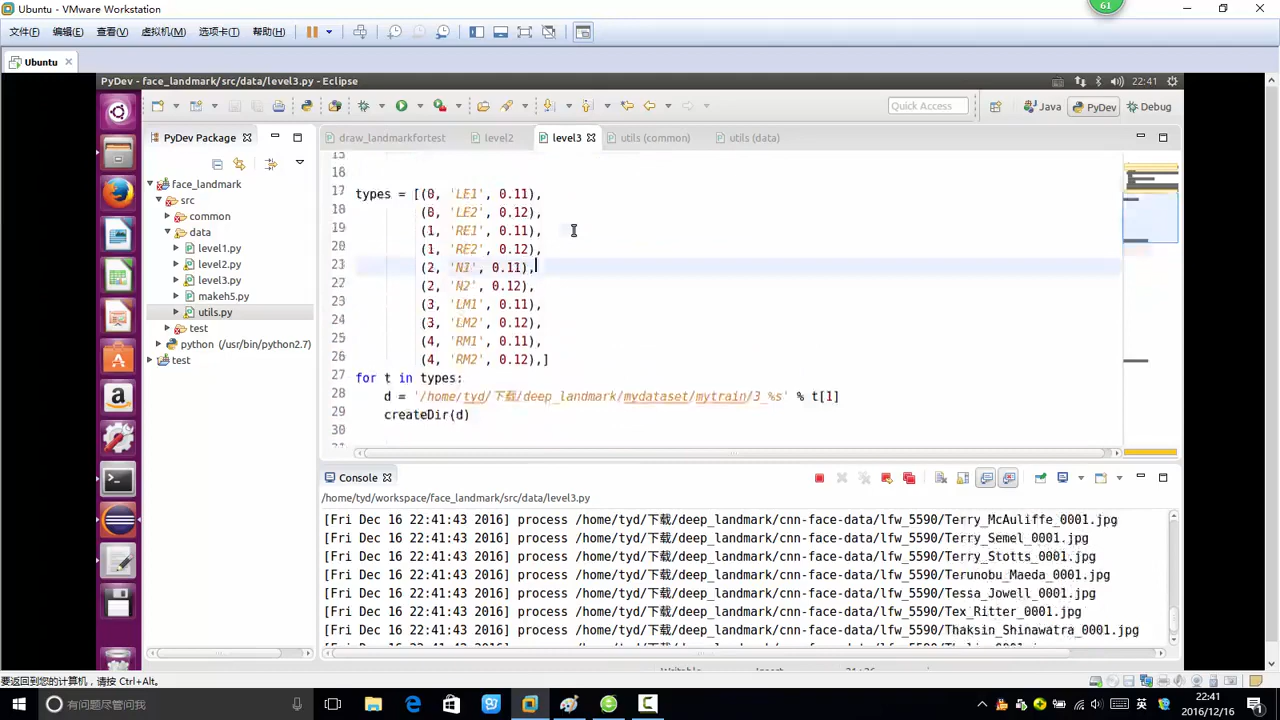 Ubuntu - VMware Workstation
61
文件(F) 编辑(E) 查看(V) 虚拟机(M) 选项卡(T) 帮助(H)
Ubuntu
PyDev - face_landmark/src/data/level3.py - Eclipse
22:41
Quick Access
Java
PyDev
Debug
PyDev Package
draw_landmarkfortest
level2
level3
utils (common)
utils (data)
face_landmark
src
common
data
level1.py
level2.py
level3.py
makeh5.py
utils.py
test
python (/usr/bin/python2.7)
test
15
16
17 types = [(0, 'LE1', 0.11),
18 (0, 'LE2', 0.12),
19 (1, 'RE1', 0.11),
20 (1, 'RE2', 0.12),
21 (2, 'N1', 0.11),
22 (2, 'N2', 0.12),
23 (3, 'LM1', 0.11),
24 (3, 'LM2', 0.12),
25 (4, 'RM1', 0.11),
26 (4, 'RM2', 0.12),]
27 for t in types:
28 d = '/home/tyd/下载/deep_landmark/mydataset/mytrain/3_%s' % t[1]
29 createDir(d)
30
Console
/home/tyd/workspace/face_landmark/src/data/level3.py
[Fri Dec 16 22:41:43 2016] process /home/tyd/下载/deep_landmark/cnn-face-data/lfw_5590/Terry_McAuliffe_0001.jpg
[Fri Dec 16 22:41:43 2016] process /home/tyd/下载/deep_landmark/cnn-face-data/lfw_5590/Terry_Semel_0001.jpg
[Fri Dec 16 22:41:43 2016] process /home/tyd/下载/deep_landmark/cnn-face-data/lfw_5590/Terry_Stotts_0001.jpg
[Fri Dec 16 22:41:43 2016] process /home/tyd/下载/deep_landmark/cnn-face-data/lfw_5590/Terunobu_Maeda_0001.jpg
[Fri Dec 16 22:41:43 2016] process /home/tyd/下载/deep_landmark/cnn-face-data/lfw_5590/Tessa_Jowell_0001.jpg
[Fri Dec 16 22:41:43 2016] process /home/tyd/下载/deep_landmark/cnn-face-data/lfw_5590/Tex_Ritter_0001.jpg
[Fri Dec 16 22:41:43 2016] process /home/tyd/下载/deep_landmark/cnn-face-data/lfw_5590/Thaksin_Shinawatra_0001.jpg
要返回到您的计算机，请按 Ctrl+Alt。
有问题尽管问我
英
22:41
2016/12/16